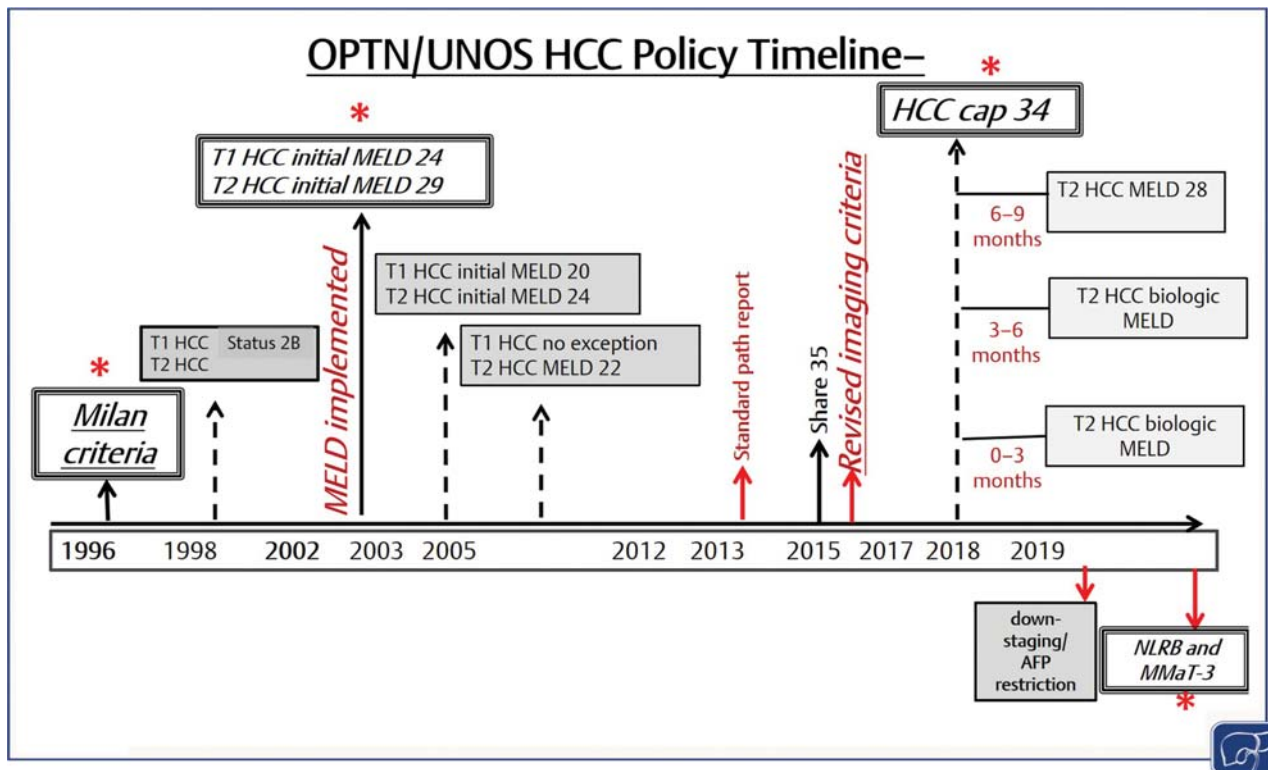 OPTN/UNOS HCC Policy Timeline–
*
HCC cap 34
*
T1 HCC initial MELD 24
T2 HCC initial MELD 29
T2 HCC MELD 28
6–9
months
MELD implemented
T1 HCC initial MELD 20
T2 HCC initial MELD 24
T1 HCC Status 2B
T2 HCC
T1 HCC no exception
T2 HCC MELD 22
Standard path report
Share 35
Revised imaging criteria
T2 HCC biologic
MELD
3–6
months
*
Milan
criteria
T2 HCC biologic
MELD
0–3
months
1996 1998 2002 2003 2005 2012 2013 2015 2017 2018 2019
down-
staging/
AFP
restriction
NLRB and
MMaT-3
*